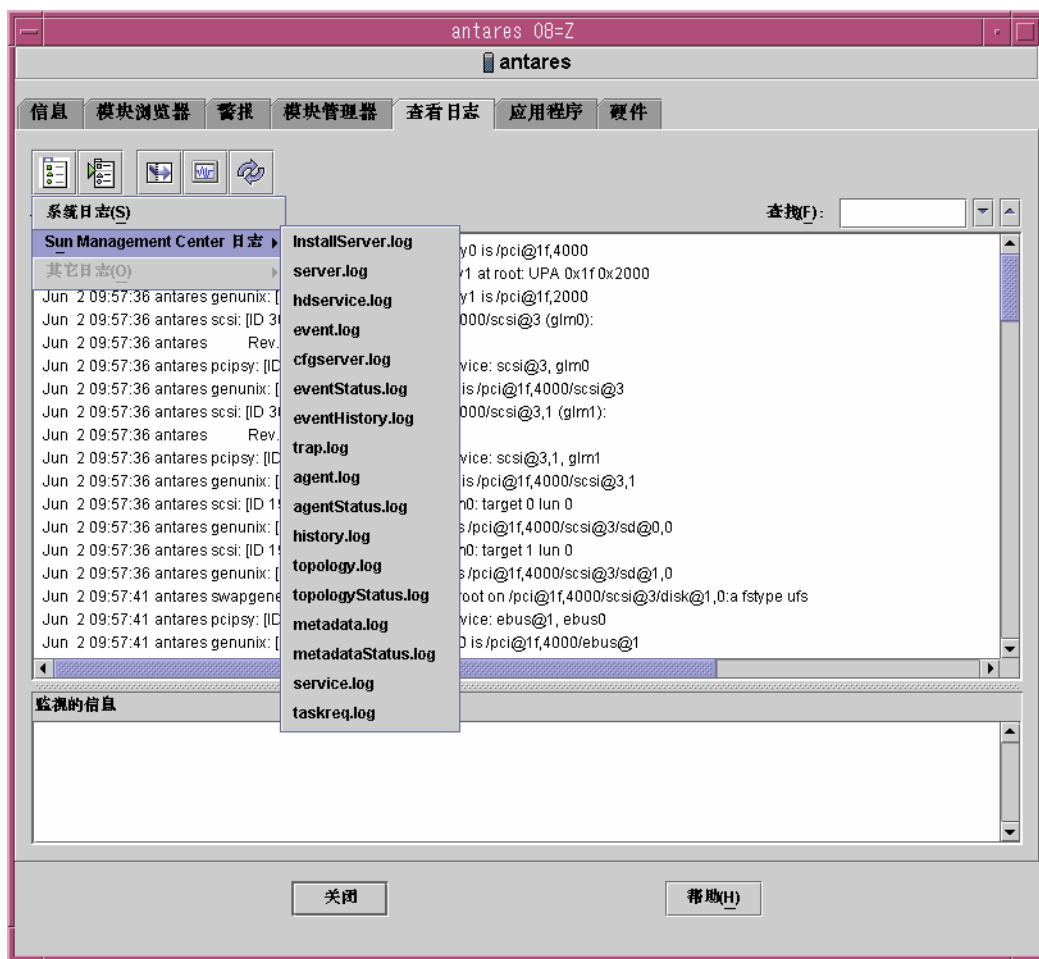 antares 08=Z
antares
信息 模块浏览器 警报 模块管理器 查看日志 应用程序 硬件
查找(F):
系统日志(S)
Sun Management Center 日志
其它日志(O)
InstallServer.log
server.log
hdservice.log
event.log
cfgserver.log
eventStatus.log
eventHistory.log
trap.log
agent.log
agentStatus.log
history.log
topology.log
topologyStatus.log
metadata.log
metadataStatus.log
service.log
taskreq.log
y0 is /pci@1f,4000
1 at root: UPA 0x1f 0x2000
Jun 2 09:57:36 antares genunix: [ y1 is /pci@1f,2000
Jun 2 09:57:36 antares scsi: [ID 3 000/scsi@3 (glm0):
Jun 2 09:57:36 antares Rev.
Jun 2 09:57:36 antares pcipsy: [ID vice: scsi@3, glm0
Jun 2 09:57:36 antares genunix: [ is /pci@1f,4000/scsi@3
Jun 2 09:57:36 antares scsi: [ID 3 000/scsi@3,1 (glm1):
Jun 2 09:57:36 antares Rev.
Jun 2 09:57:36 antares pcipsy: [ID vice: scsi@3,1, glm1
Jun 2 09:57:36 antares genunix: [ is /pci@1f,4000/scsi@3,1
Jun 2 09:57:36 antares scsi: [ID 1 0: target 0 lun 0
Jun 2 09:57:36 antares genunix: [ s /pci@1f,4000/scsi@3/sd@0,0
Jun 2 09:57:36 antares scsi: [ID 1 0: target 1 lun 0
Jun 2 09:57:36 antares genunix: [ s /pci@1f,4000/scsi@3/sd@1,0
Jun 2 09:57:41 antares swapgene root on /pci@1f,4000/scsi@3/disk@1,0:a fstype ufs
Jun 2 09:57:41 antares pcipsy: [ID vice: ebus@1, ebus0
Jun 2 09:57:41 antares genunix: [ 0 is /pci@1f,4000/ebus@1
监视的信息
关闭 帮助(H)